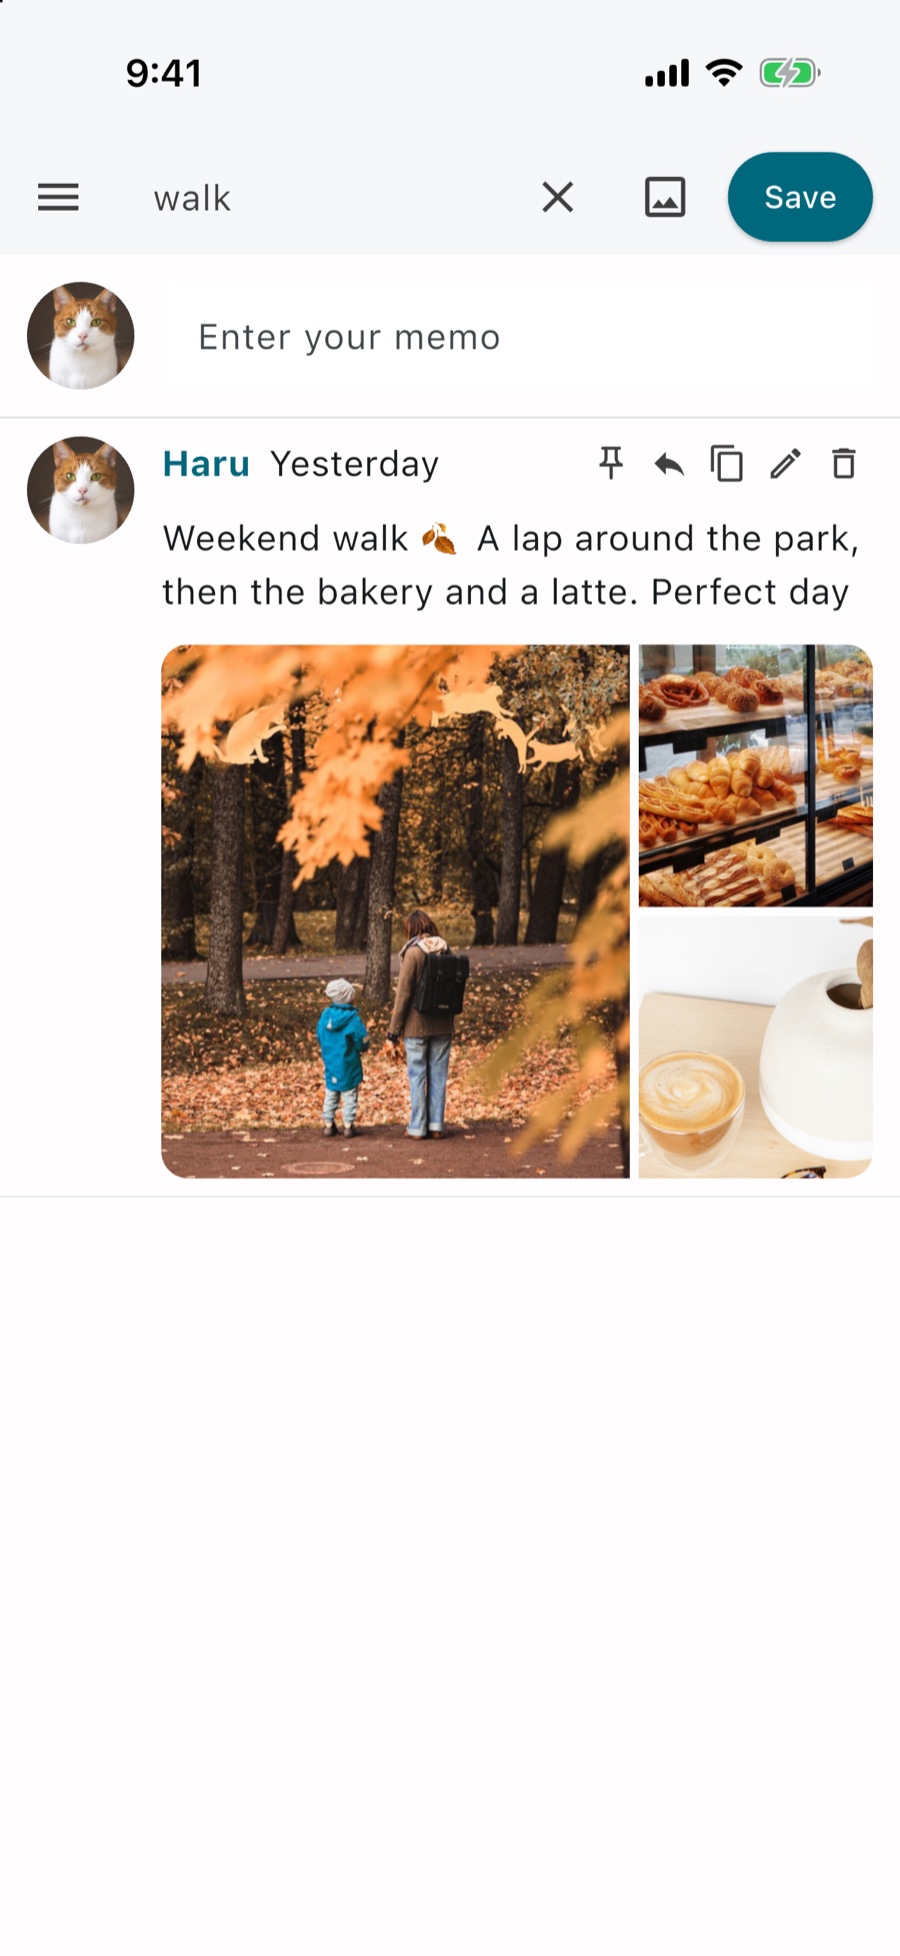 9:41
walk
Save
Enter your memo
Haru Yesterday
Weekend walk 🍂 A lap around the park,
then the bakery and a latte. Perfect day